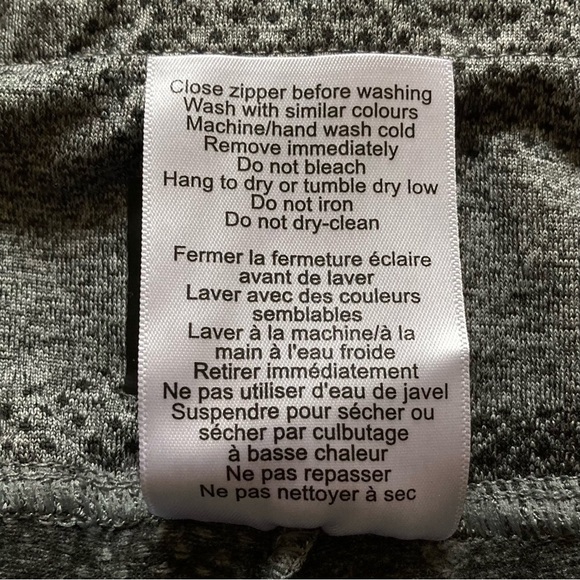 Close zipper before washing
Wash with similar colours
Machine/hand wash cold
Remove immediately
Do not bleach
Hang to dry or tumble dry low
Do not iron
Do not dry-clean
Fermer la fermeture éclaire
avant de laver
Laver avec des couleurs
semblables
Laver à la machine/à la
main à l'eau froide
Retirer immédiatement
Ne pas utiliser d'eau de javel
Suspendre pour sécher ou
sécher par culbutage
à basse chaleur
Ne pas repasser
Ne pas nettoyer à sec